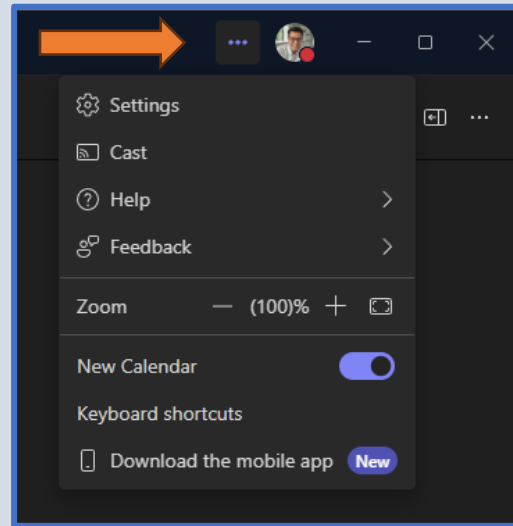 Settings
Cast
Help
Feedback
Zoom — (100)% +
New Calendar
Keyboard shortcuts
Download the mobile app New